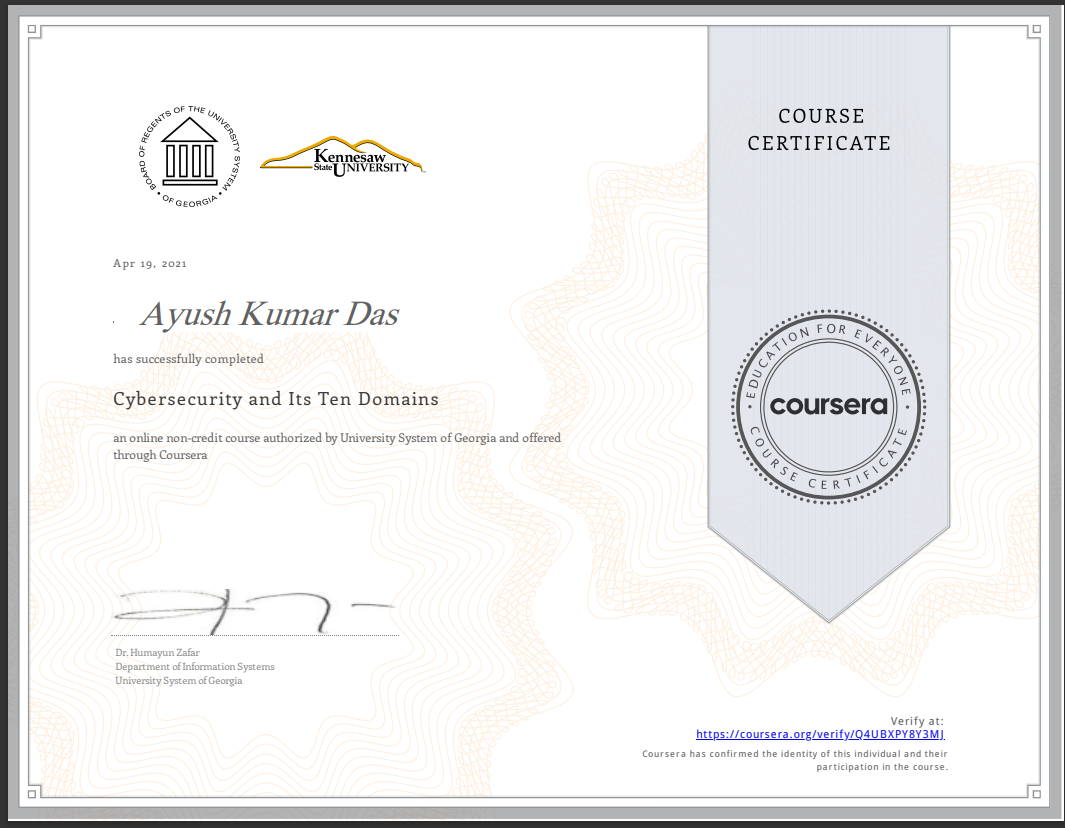 BOARD OF REGENTS OF THE UNIVERSITY SYSTEM
• OF GEORGIA •
Kennesaw
State UNIVERSITY
COURSE
CERTIFICATE
Apr 19, 2021
. Ayush Kumar Das
has successfully completed
Cybersecurity and Its Ten Domains
an online non-credit course authorized by University System of Georgia and offered
through Coursera
EDUCATION FOR EVERYONE
coursera
• COURSE CERTIFICATE •
Dr. Humayun Zafar
Department of Information Systems
University System of Georgia
Verify at:
https://coursera.org/verify/Q4UBXPY8Y3MJ
Coursera has confirmed the identity of this individual and their
participation in the course.